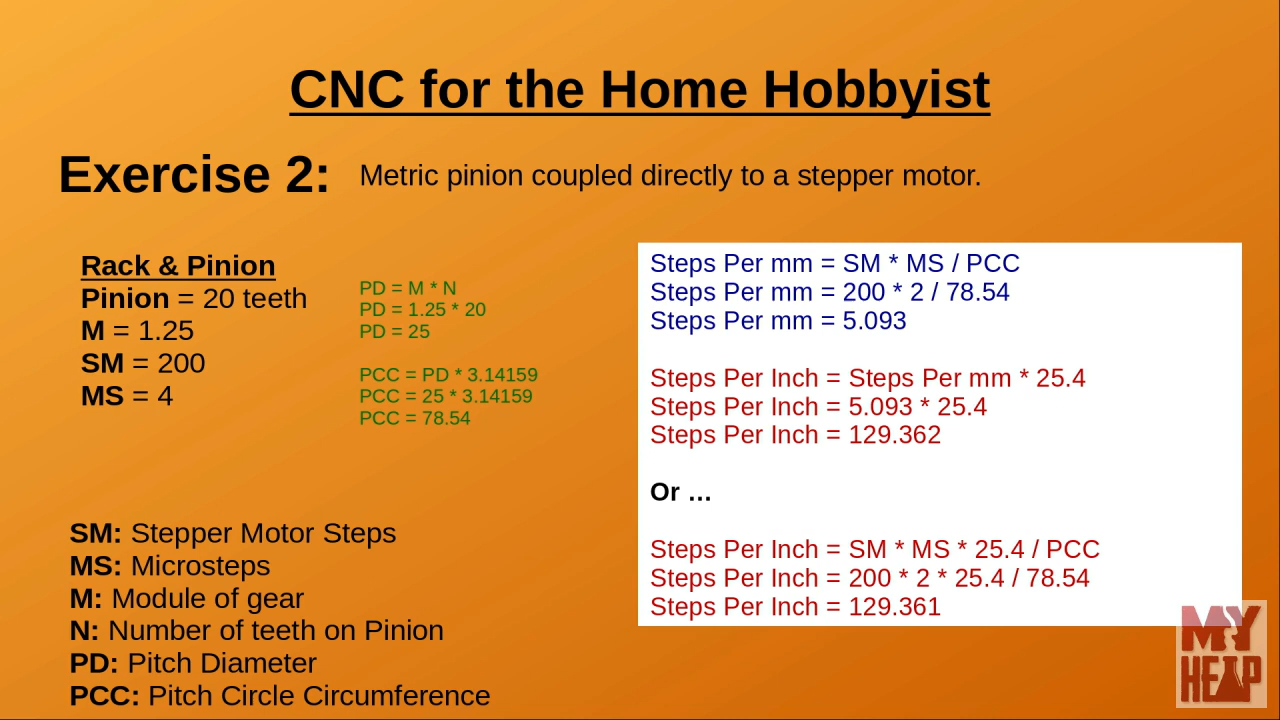 CNC for the Home Hobbyist
Exercise 2: Metric pinion coupled directly to a stepper motor.
Rack & Pinion
Pinion = 20 teeth
M = 1.25
SM = 200
MS = 4
PD = M * N
PD = 1.25 * 20
PD = 25
PCC = PD * 3.14159
PCC = 25 * 3.14159
PCC = 78.54
SM: Stepper Motor Steps
MS: Microsteps
M: Module of gear
N: Number of teeth on Pinion
PD: Pitch Diameter
PCC: Pitch Circle Circumference
Steps Per mm = SM * MS / PCC
Steps Per mm = 200 * 2 / 78.54
Steps Per mm = 5.093
Steps Per Inch = Steps Per mm * 25.4
Steps Per Inch = 5.093 * 25.4
Steps Per Inch = 129.362
Or ...
Steps Per Inch = SM * MS * 25.4 / PCC
Steps Per Inch = 200 * 2 * 25.4 / 78.54
Steps Per Inch = 129.361
MY
HEAP